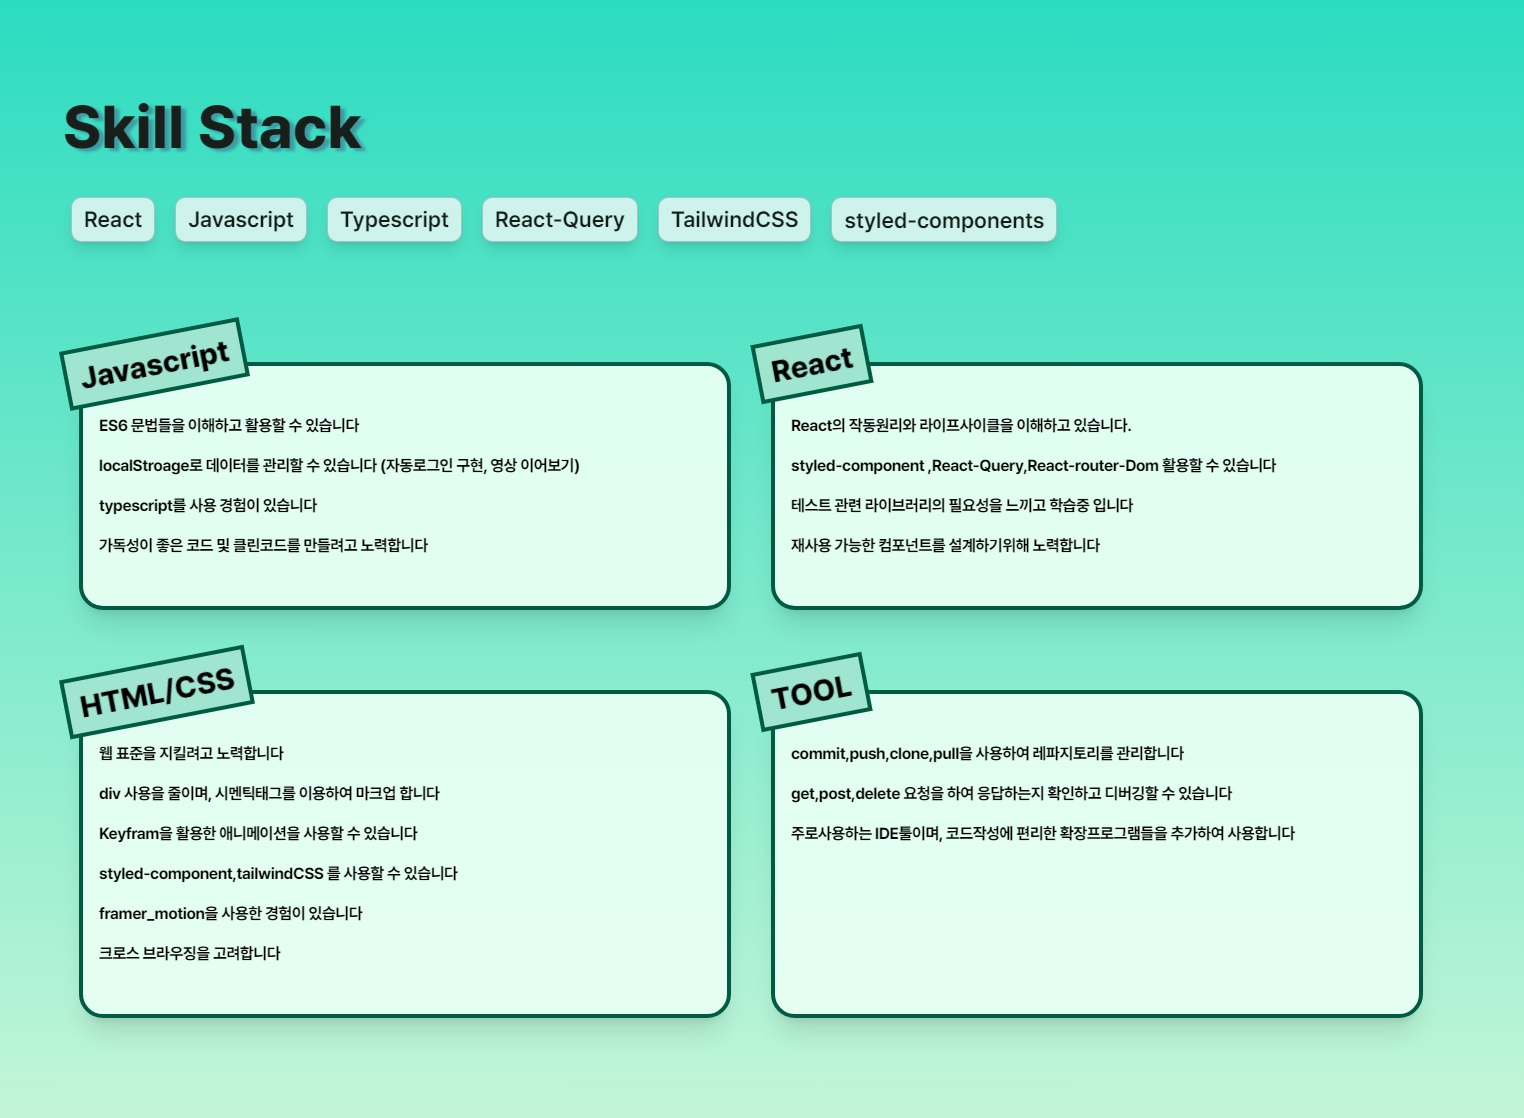 Skill Stack
React
Javascript
Typescript
React-Query
TailwindCSS
styled-components
Javascript
ES6 문법들을 이해하고 활용할 수 있습니다
localStroage로 데이터를 관리할 수 있습니다 (자동로그인 구현, 영상 이어보기)
typescript를 사용 경험이 있습니다
가독성이 좋은 코드 및 클린코드를 만들려고 노력합니다
React
React의 작동원리와 라이프사이클을 이해하고 있습니다.
styled-component ,React-Query,React-router-Dom 활용할 수 있습니다
테스트 관련 라이브러리의 필요성을 느끼고 학습중 입니다
재사용 가능한 컴포넌트를 설계하기위해 노력합니다
HTML/CSS
웹 표준을 지킬려고 노력합니다
div 사용을 줄이며, 시멘틱태그를 이용하여 마크업 합니다
Keyfram을 활용한 애니메이션을 사용할 수 있습니다
styled-component,tailwindCSS 를 사용할 수 있습니다
framer_motion을 사용한 경험이 있습니다
크로스 브라우징을 고려합니다
TOOL
commit,push,clone,pull을 사용하여 레파지토리를 관리합니다
get,post,delete 요청을 하여 응답하는지 확인하고 디버깅할 수 있습니다
주로사용하는 IDE툴이며, 코드작성에 편리한 확장프로그램들을 추가하여 사용합니다